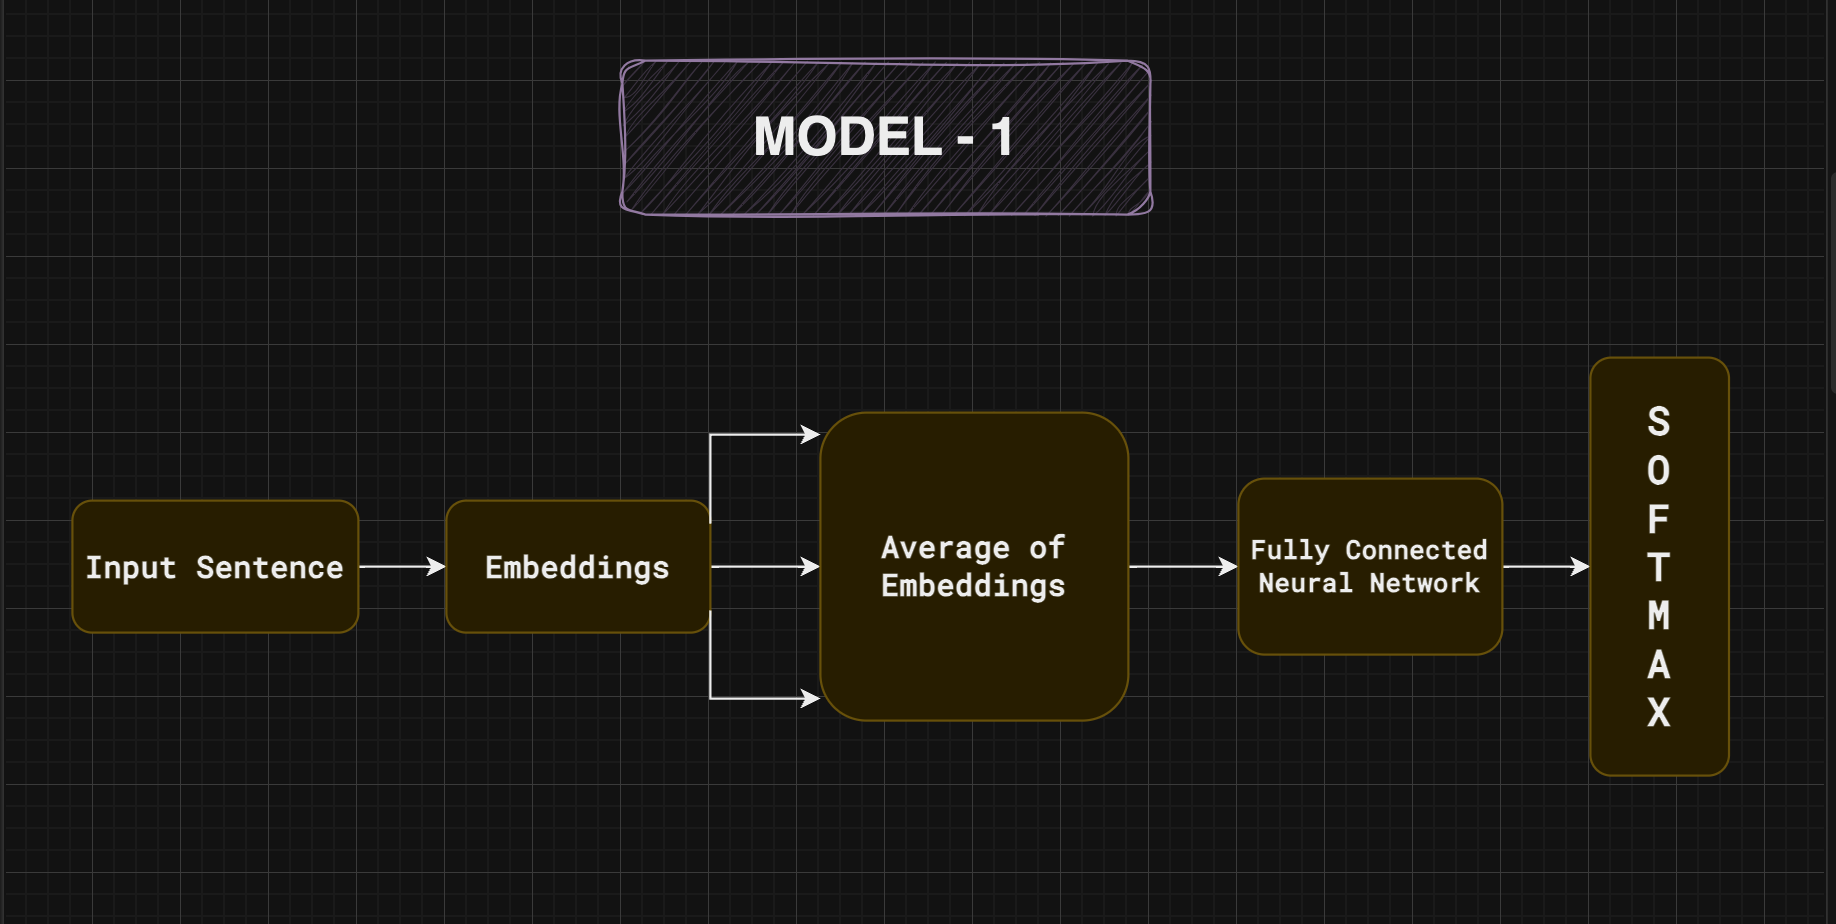 MODEL - 1
Input Sentence
Embeddings
Average of
Embeddings
Fully Connected
Neural Network
S
O
F
T
M
A
X